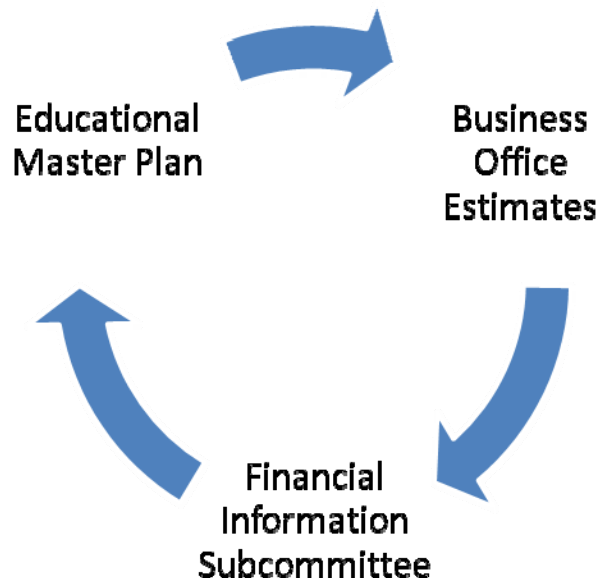 Educational
Master Plan
Business
Office
Estimates
Financial
Information
Subcommittee